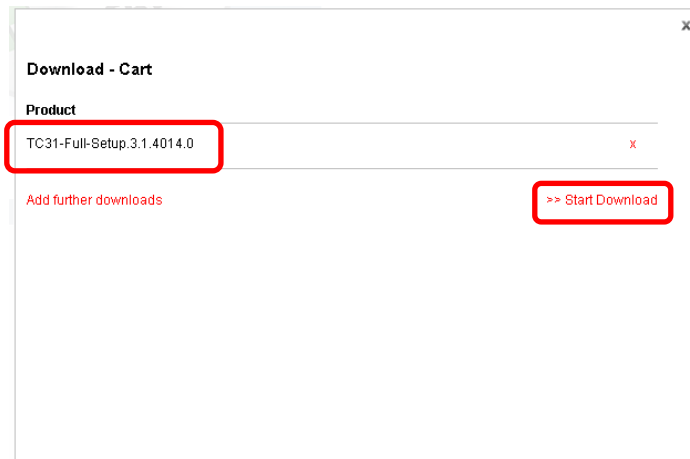 x
Download - Cart
Product
TC31-Full-Setup.3.1.4014.0 x
Add further downloads >> Start Download